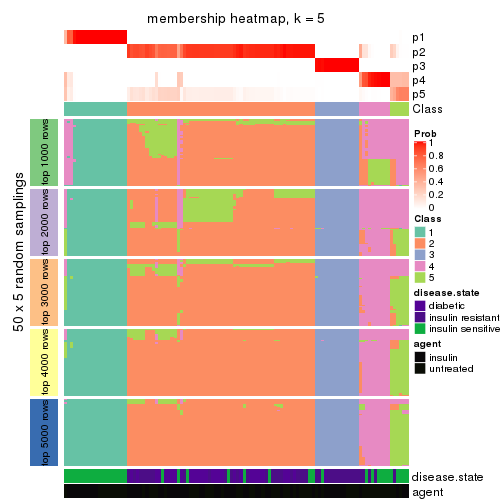 membership heatmap, k = 5
p1
p2
p3
p4
p5
Class
50 x 5 random samplings
top 1000 rows
top 2000 rows
top 3000 rows
top 4000 rows
top 5000 rows
Prob
1
0.8
0.6
0.4
0.2
0
Class
1
2
3
4
5
disease.state
diabetic
insulin resistant
insulin sensitive
agent
insulin
untreated
disease.state
agent